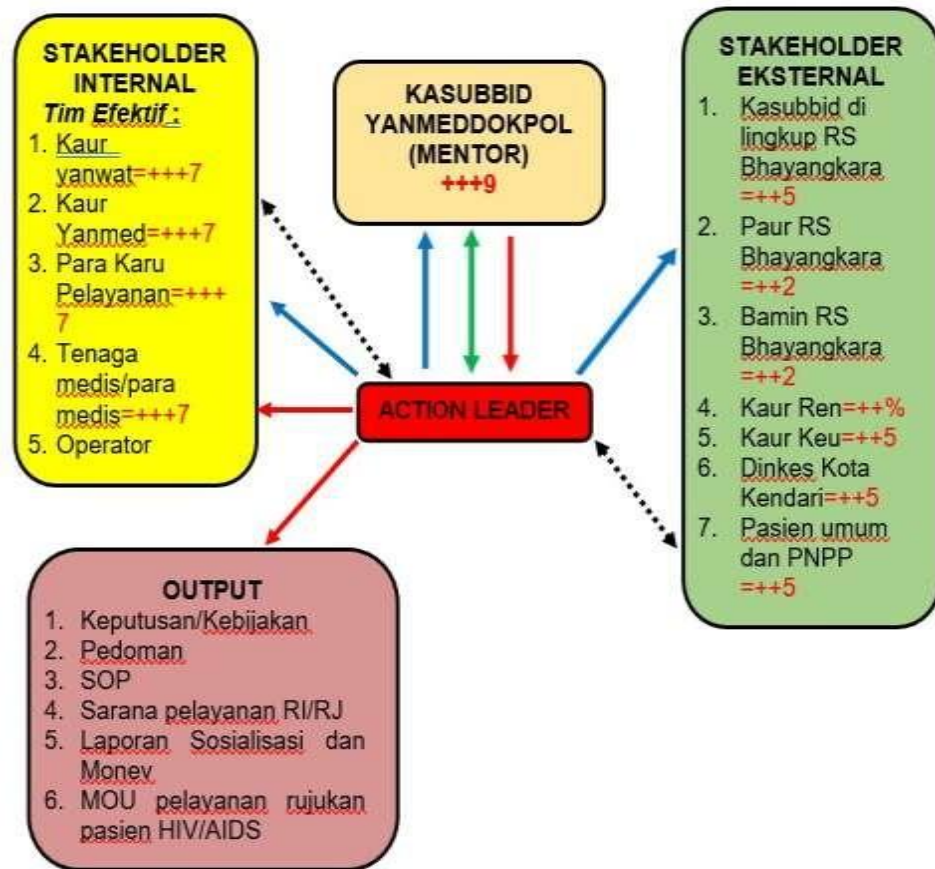 STAKEHOLDER
INTERNAL
Tim Efektif :
1. Kaur
yanwat=+++7
2. Kaur
Yanmed=+++7
3. Para Karu
Pelayanan=+++
7
4. Tenaga
medis/para
medis=+++7
5. Operator
KASUBBID
YANMEDDOKPOL
(MENTOR)
+++9
STAKEHOLDER
EKSTERNAL
1. Kasubbid di
lingkup RS
Bhayangkara
=++5
2. Paur RS
Bhayangkara
=++2
3. Bamin RS
Bhayangkara
=++2
4. Kaur Ren=++%
5. Kaur Keu=++5
6. Dinkes Kota
Kendari=++5
7. Pasien umum
dan PNPP
=++5
ACTION LEADER
OUTPUT
1. Keputusan/Kebijakan
2. Pedoman
3. SOP
4. Sarana pelayanan RI/RJ
5. Laporan Sosialisasi dan
Monev
6. MOU pelayanan rujukan
pasien HIV/AIDS